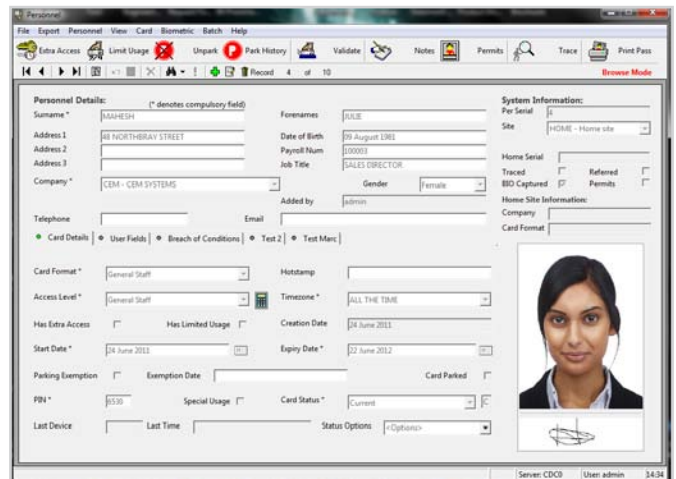 Personnel
File Export Personnel View Card Biometric Batch Help
Extra Access Limit Usage Unpark Park History Validate Notes Permits Trace Print Pass
Record 4 of 10 Browse Mode
Personnel Details: (* denotes compulsory field) System Information:
Surname * MAHESH Forenames JULIE Per Serial 4
Site HOME - Home site
Address 1 48 NORTHBRAY STREET Date of Birth 09 August 1981
Address 2 Payroll Num 100003
Address 3 Job Title SALES DIRECTOR Home Serial
Traced Referred
Company * CEM - CEM SYSTEMS Gender Female BIO Captured Permits
Added by admin Home Site Information:
Company
Telephone Email Card Format
Card Details User Fields Breach of Conditions Test 2 Test Marc
Card Format * General Staff Hotstamp
Access Level * General Staff Timezone * ALL THE TIME
Has Extra Access Has Limited Usage Creation Date 24 June 2011
Start Date * 24 June 2011 Expiry Date * 22 June 2012
Parking Exemption Exemption Date Card Parked
PIN * 6530 Special Usage Card Status * Current C
Last Device Last Time Status Options <Options>
Server: CDC0 User: admin 14:34